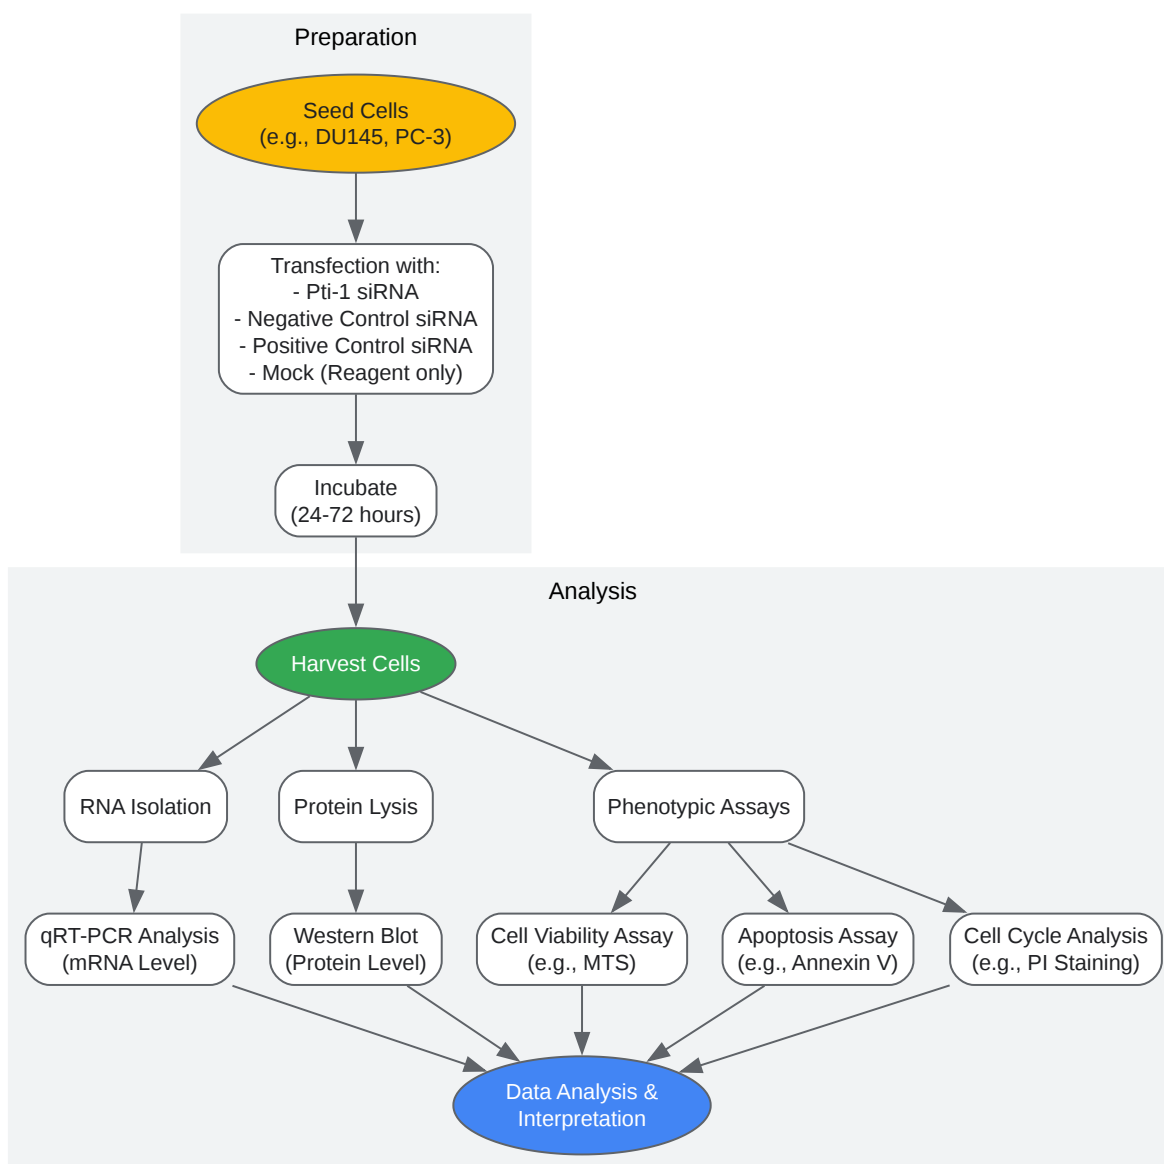 Preparation
Seed Cells
(e.g., DU145, PC-3)
Transfection with:
- Pti-1 siRNA
- Negative Control siRNA
- Positive Control siRNA
- Mock (Reagent only)
Incubate
(24-72 hours)
Analysis
Harvest Cells
RNA Isolation
Protein Lysis
Phenotypic Assays
qRT-PCR Analysis
(mRNA Level)
Western Blot
(Protein Level)
Cell Viability Assay
(e.g., MTS)
Apoptosis Assay
(e.g., Annexin V)
Cell Cycle Analysis
(e.g., PI Staining)
Data Analysis &
Interpretation